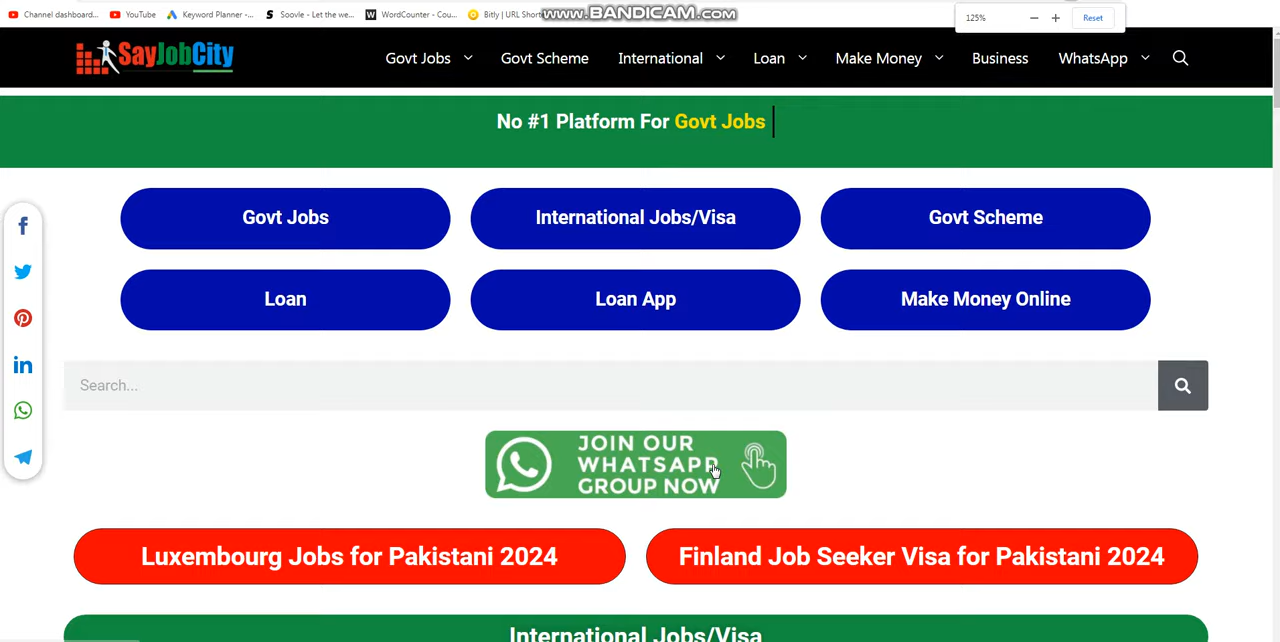 www.BANDICAM.com
Channel dashboard...
YouTube
Keyword Planner -...
Soovle - Let the we...
WordCounter - Cou...
Bitly | URL Short
125%
Reset
SayJobCity
Govt Jobs
Govt Scheme
International
Loan
Make Money
Business
WhatsApp
No #1 Platform For Govt Jobs
Govt Jobs
International Jobs/Visa
Govt Scheme
Loan
Loan App
Make Money Online
Search...
JOIN OUR
WHATSAPP
GROUP NOW
Luxembourg Jobs for Pakistani 2024
Finland Job Seeker Visa for Pakistani 2024
International Jobs/Visa